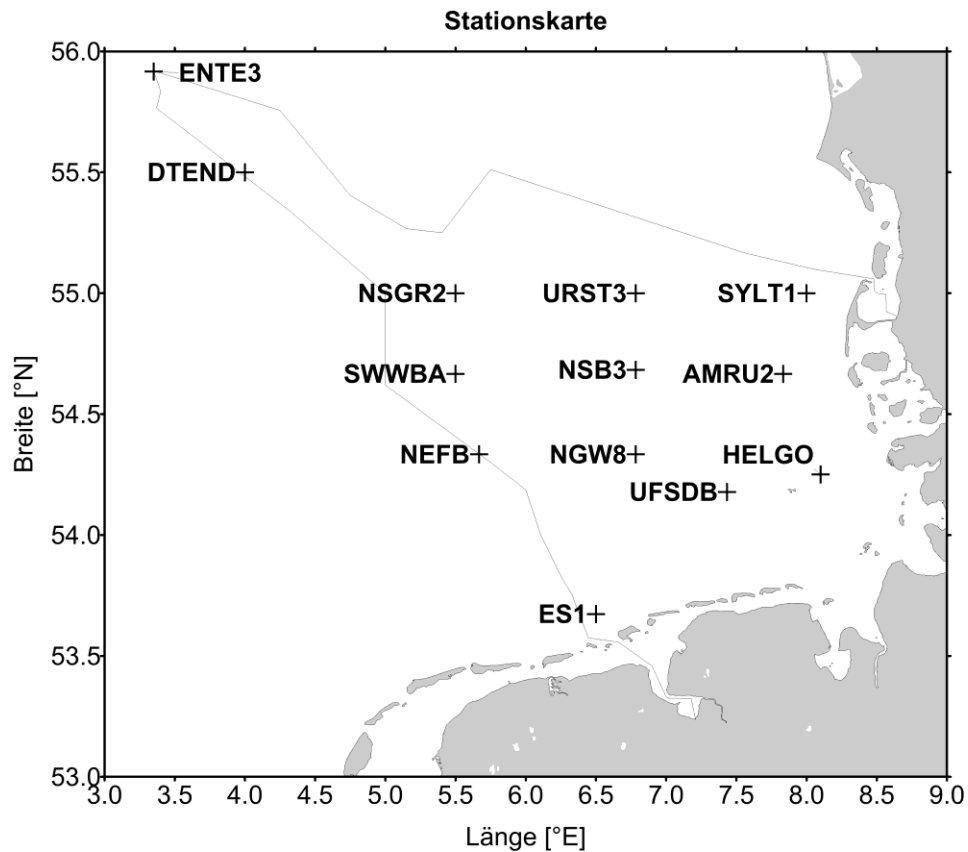 Stationskarte
56.0
ENTE3
55.5
DTEND
55.0
NSGR2 URST3 SYLT1
SWWBA NSB3 AMRU2
54.5
NEFB NGW8 HELGO
UFSDB
54.0
ES1
53.5
53.0
3.0 3.5 4.0 4.5 5.0 5.5 6.0 6.5 7.0 7.5 8.0 8.5 9.0
Breite [°N]
Länge [°E]